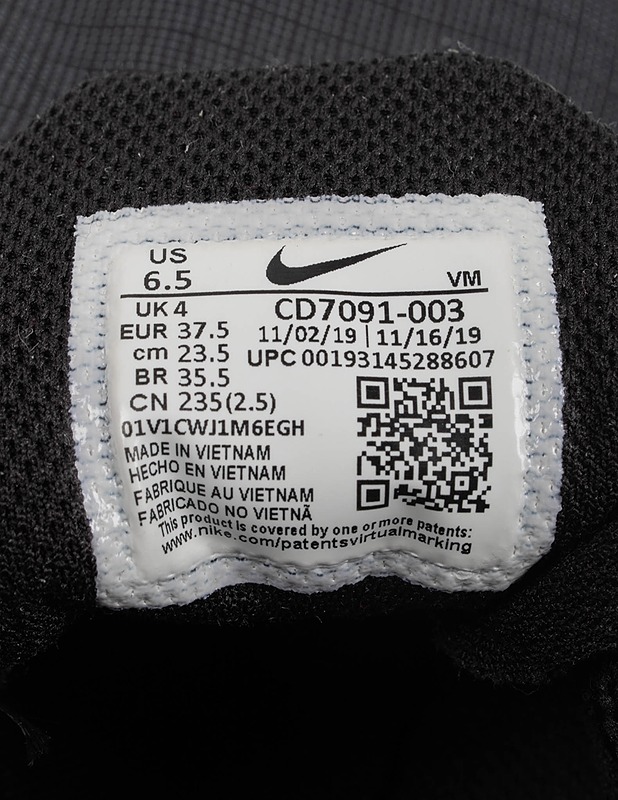 US
6.5
VM
UK 4
EUR 37.5
cm 23.5
BR 35.5
CN 235(2.5)
01V1CWJ1M6EGH
CD7091-003
11/02/19 | 11/16/19
UPC 00193145288607
MADE IN VIETNAM
HECHO EN VIETNAM
FABRIQUE AU VIETNAM
FABRICADO NO VIETNÃ
This product is covered by one or more patents:
www.nike.com/patentsvirtualmarking